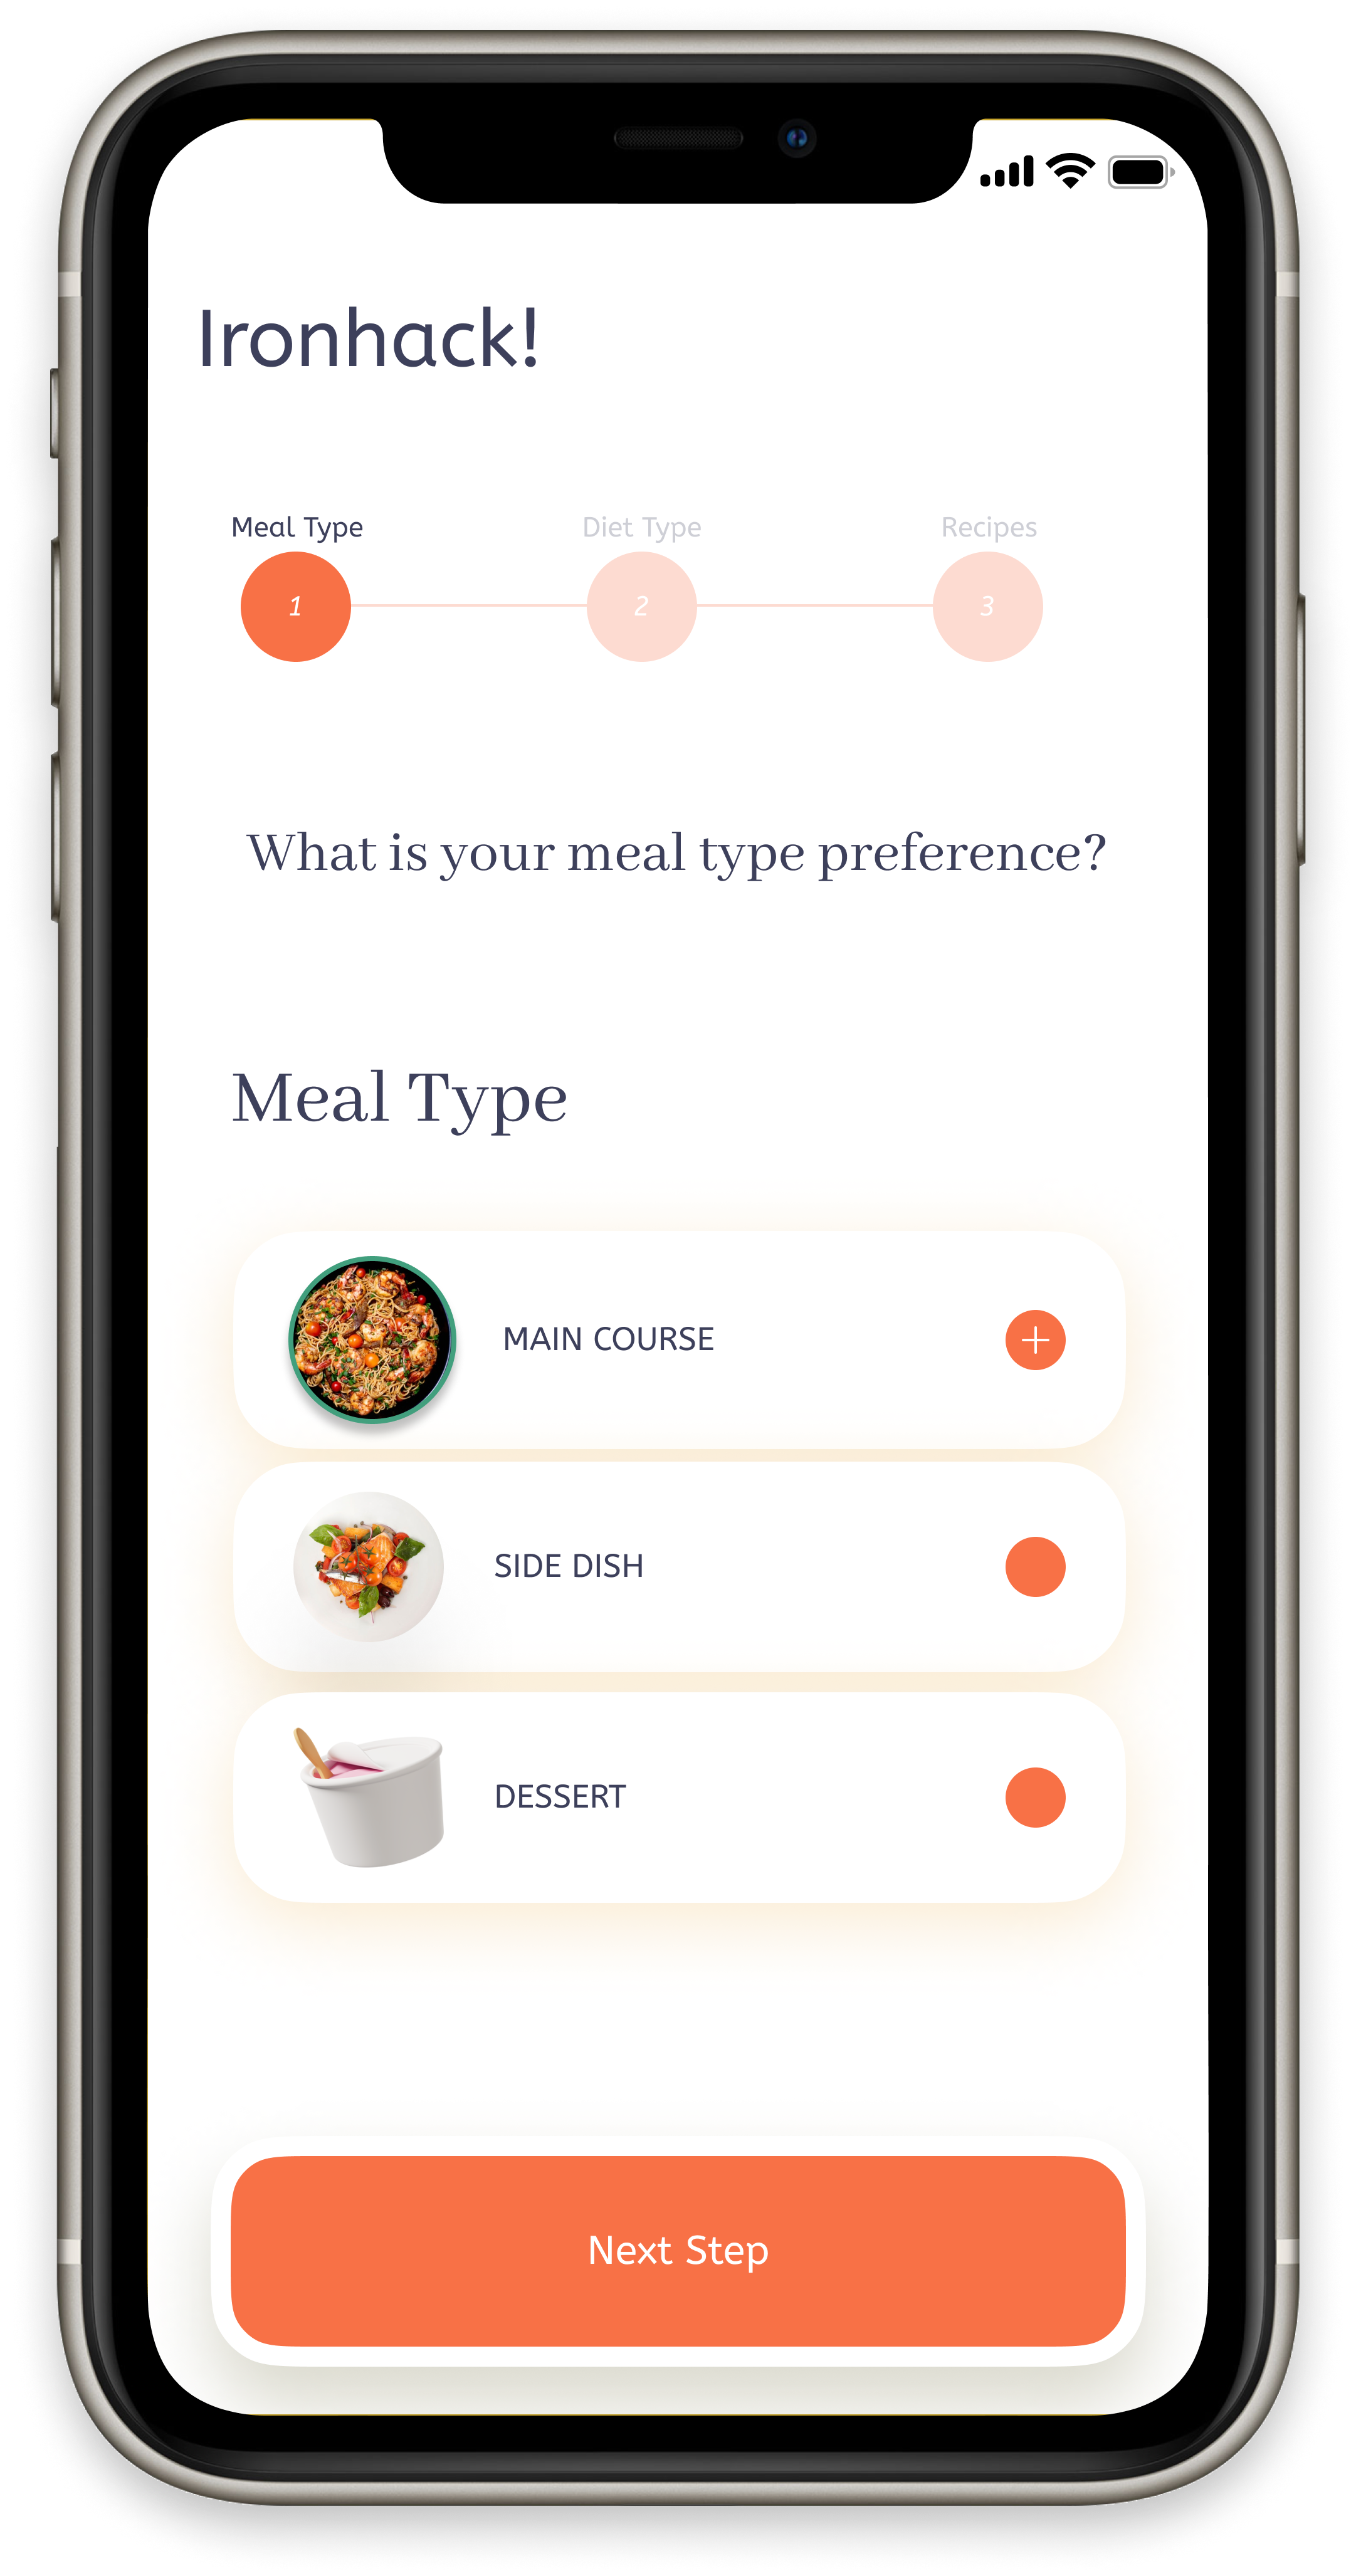 Ironhack!
Meal Type
Diet Type
Recipes
1
2
3
What is your meal type preference?
Meal Type
MAIN COURSE
SIDE DISH
DESSERT
Next Step